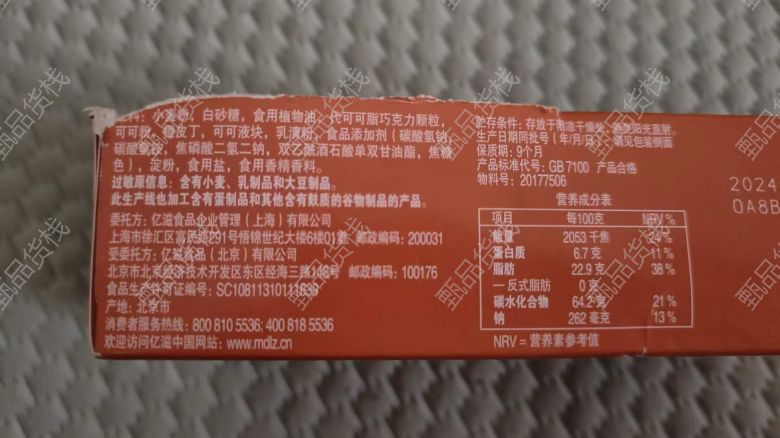 料：小麦粉，白砂糖，食用植物油，代可可脂巧克力颗粒，
可可粉，可可液块，乳清粉，食品添加剂（碳酸氢钠，
碳酸氢铵，焦磷酸二氢二钠，双乙酰酒石酸单双甘油酯，焦糖
色），淀粉，食用盐，食用香精香料。
过敏原信息：含有小麦、乳制品和大豆制品。
此生产线也加工含有蛋制品和其他含有麸质的谷物制品的产品。
委托方：亿滋食品企业管理（上海）有限公司
上海市徐汇区富民路291号悟锦世纪大楼6楼01室 邮政编码：200031
受委托方：亿滋食品（北京）有限公司
北京市北京经济技术开发区东区经海三路148号 邮政编码：100176
食品生产许可证编号：SC10811310111839
产地：北京市
消费者服务热线：800 810 5536; 400 818 5536
欢迎访问亿滋中国网站：www.mdlz.cn
贮存条件：存放于阴凉干燥处，避免阳光直射。
生产日期同批号（年/月/日）：请见包装侧面
保质期：9个月
产品标准代号：GB 7100 产品合格
物料号：20177506
营养成分表
项目 每100克 NRV %
能量 2053 千焦 24%
蛋白质 6.7 克 11%
脂肪 22.9 克 38%
—反式脂肪 0 克
碳水化合物 64.2 克 21%
钠 262 毫克 13%
NRV = 营养素参考值
2024
0A8B
甄品货栈